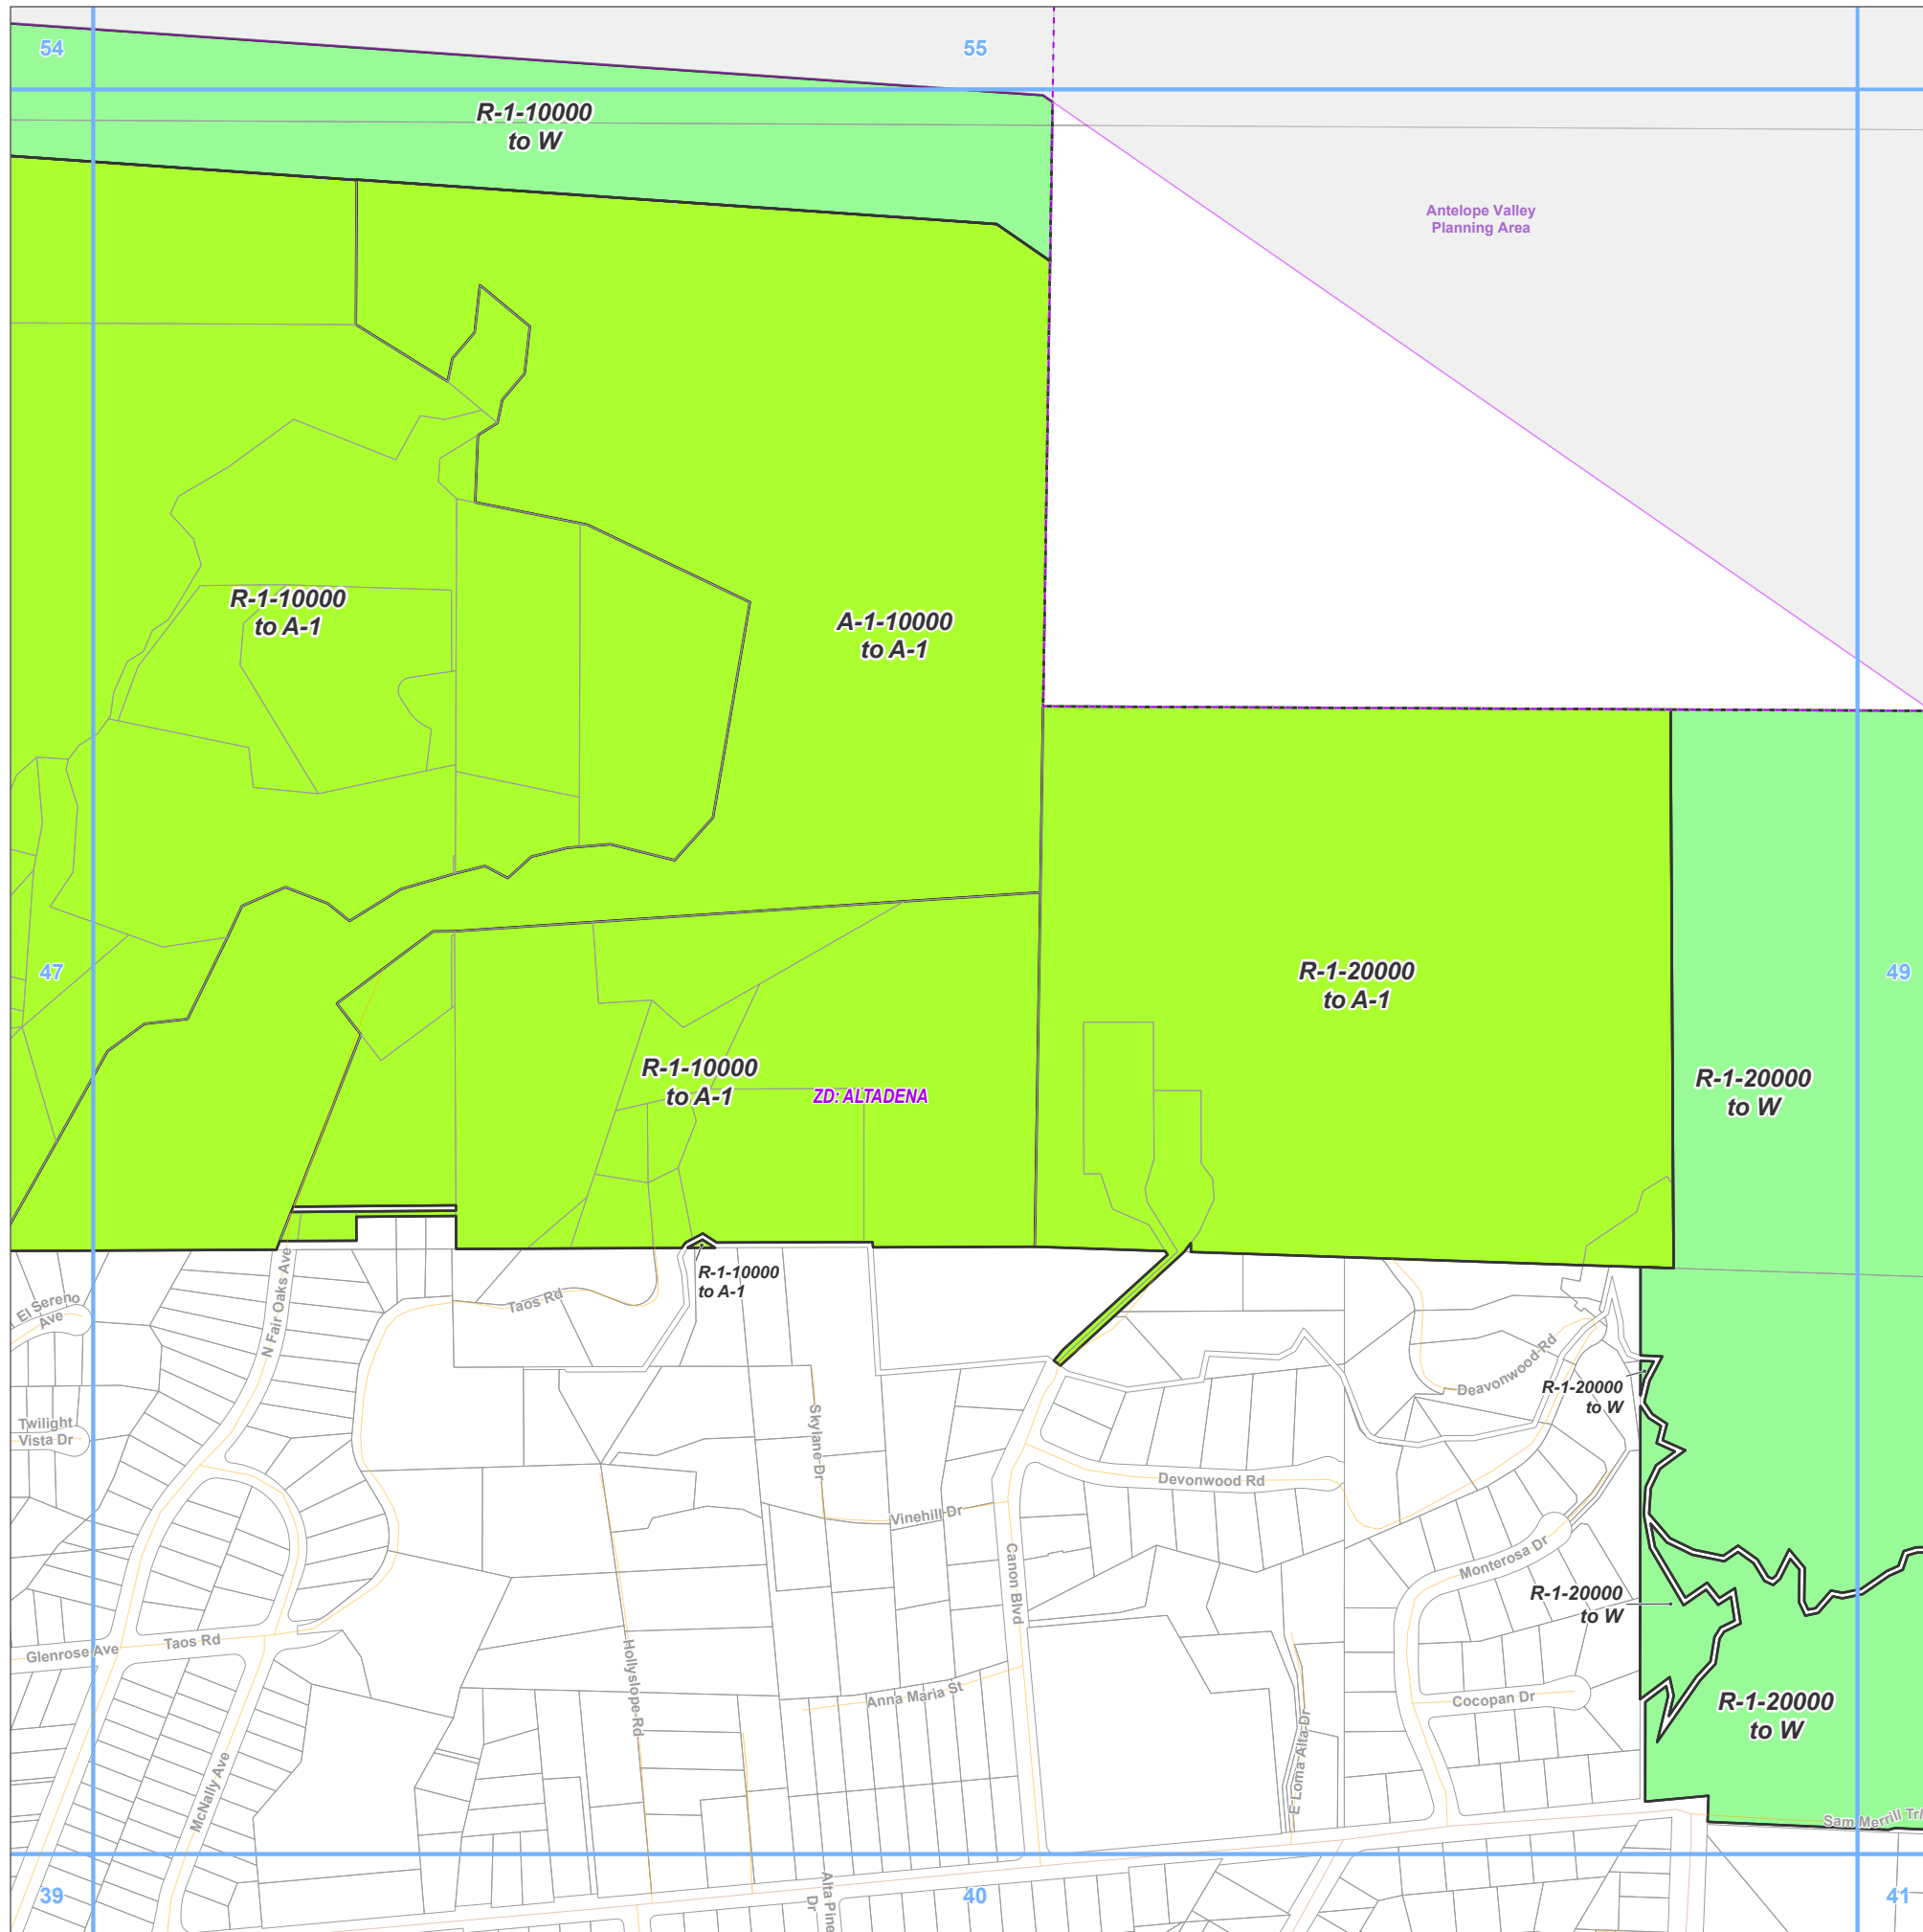 54
55
R-1-10000
to W
Antelope Valley
Planning Area
R-1-10000
to A-1
A-1-10000
to A-1
47
R-1-20000
to A-1
49
R-1-10000
to A-1
ZD: ALTADENA
R-1-20000
to W
R-1-10000
to A-1
El Sereno
Ave
N Fair Oaks Ave
Taos Rd
Deavonwood Rd
R-1-20000
to W
Twilight
Vista Dr
Skylane Dr
Devonwood Rd
Vinehill Dr
Canon Blvd
Monterosa Dr
R-1-20000
to W
Glenrose Ave
Taos Rd
Hollyslope Rd
Anna Maria St
Cocopan Dr
R-1-20000
to W
E Loma Alta Dr
McNally Ave
Sam Merrill Trl
39
Alta Pine
Dr
40
41